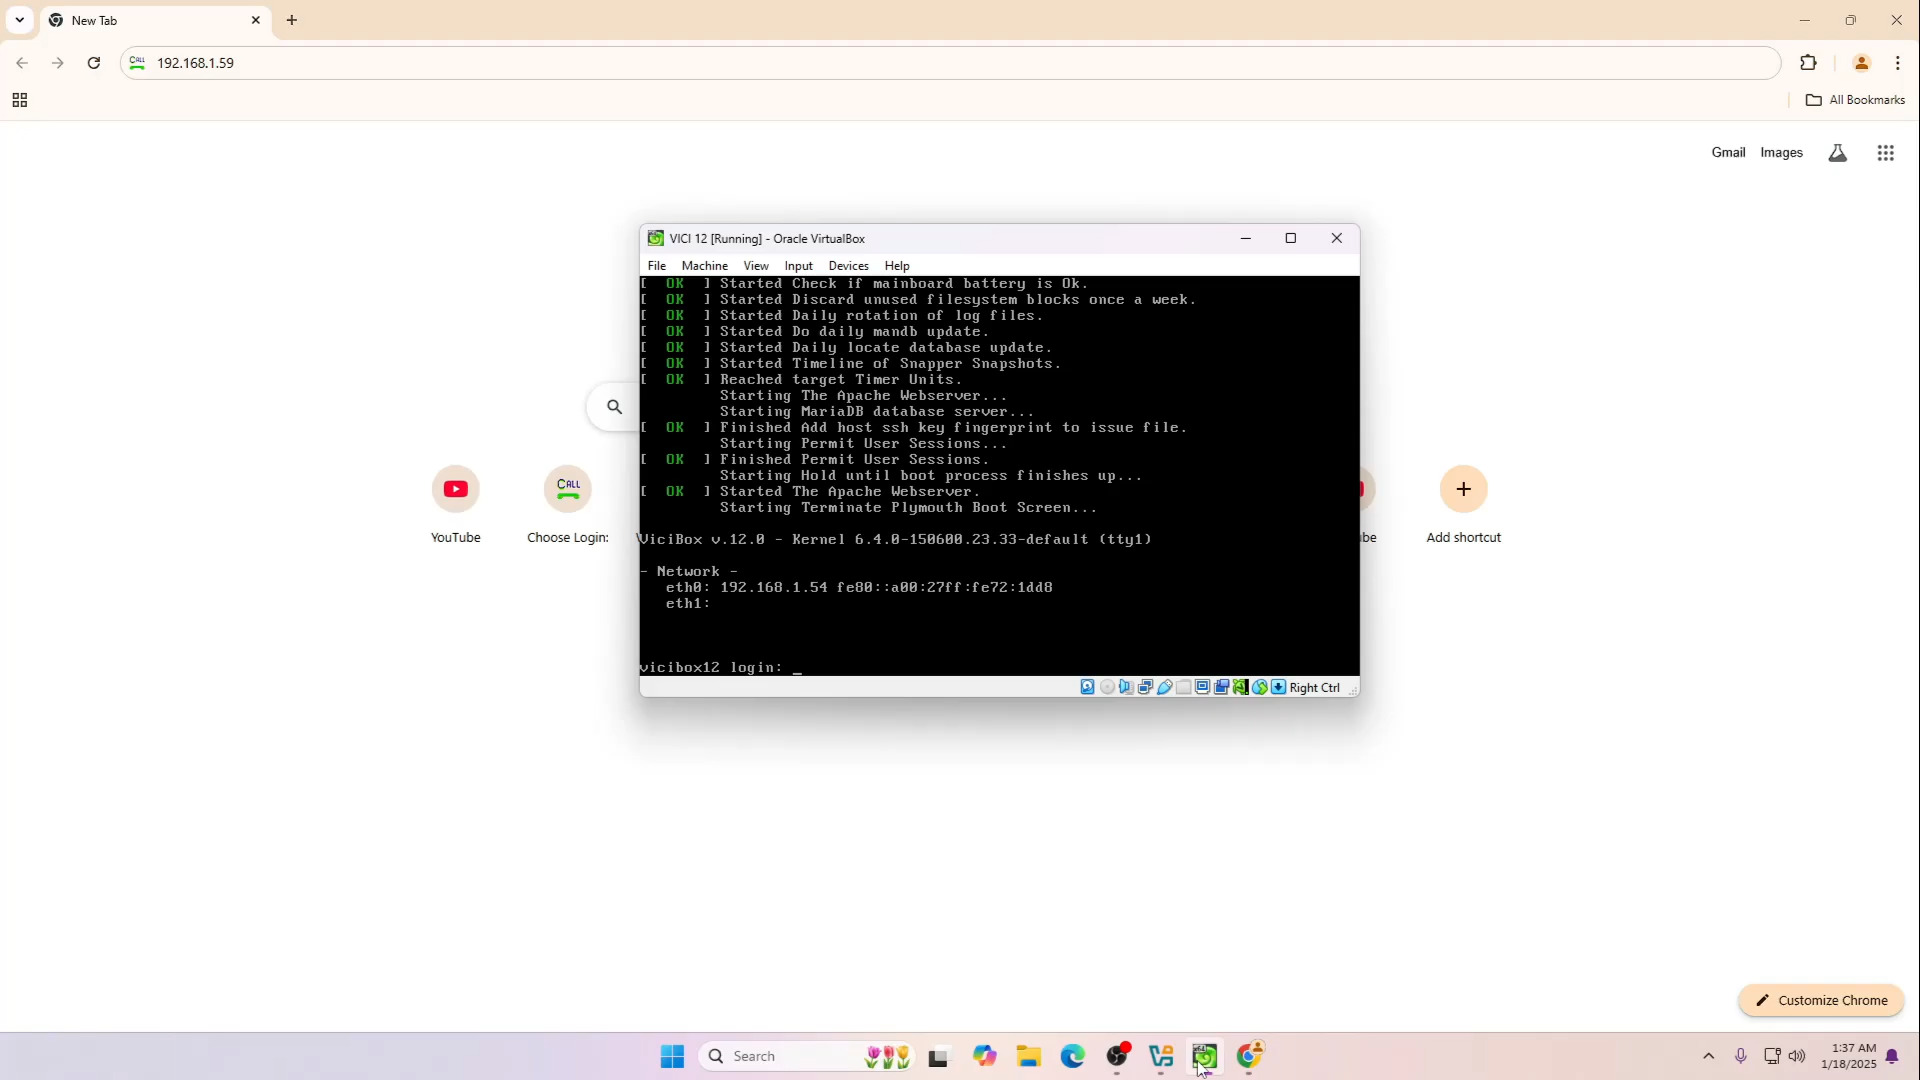 New Tab
192.168.1.59
All Bookmarks
Gmail Images
VICI 12 [Running] - Oracle VirtualBox
File Machine View Input Devices Help
[ OK ] Started Check if mainboard battery is Ok.
[ OK ] Started Discard unused filesystem blocks once a week.
[ OK ] Started Daily rotation of log files.
[ OK ] Started Do daily mandb update.
[ OK ] Started Daily locate database update.
[ OK ] Started Timeline of Snapper Snapshots.
[ OK ] Reached target Timer Units.
Starting The Apache Webserver...
Starting MariaDB database server...
[ OK ] Finished Add host ssh key fingerprint to issue file.
Starting Permit User Sessions...
[ OK ] Finished Permit User Sessions.
Starting Hold until boot process finishes up...
[ OK ] Started The Apache Webserver.
Starting Terminate Plymouth Boot Screen...
ViciBox v.12.0 - Kernel 6.4.0-150600.23.33-default (tty1)
- Network -
eth0: 192.168.1.54 fe80::a00:27ff:fe72:1dd8
eth1:
vicibox12 login: _
Right Ctrl
CALL
YouTube
Choose Login:
be
Add shortcut
Customize Chrome
Search
1:37 AM
1/18/2025